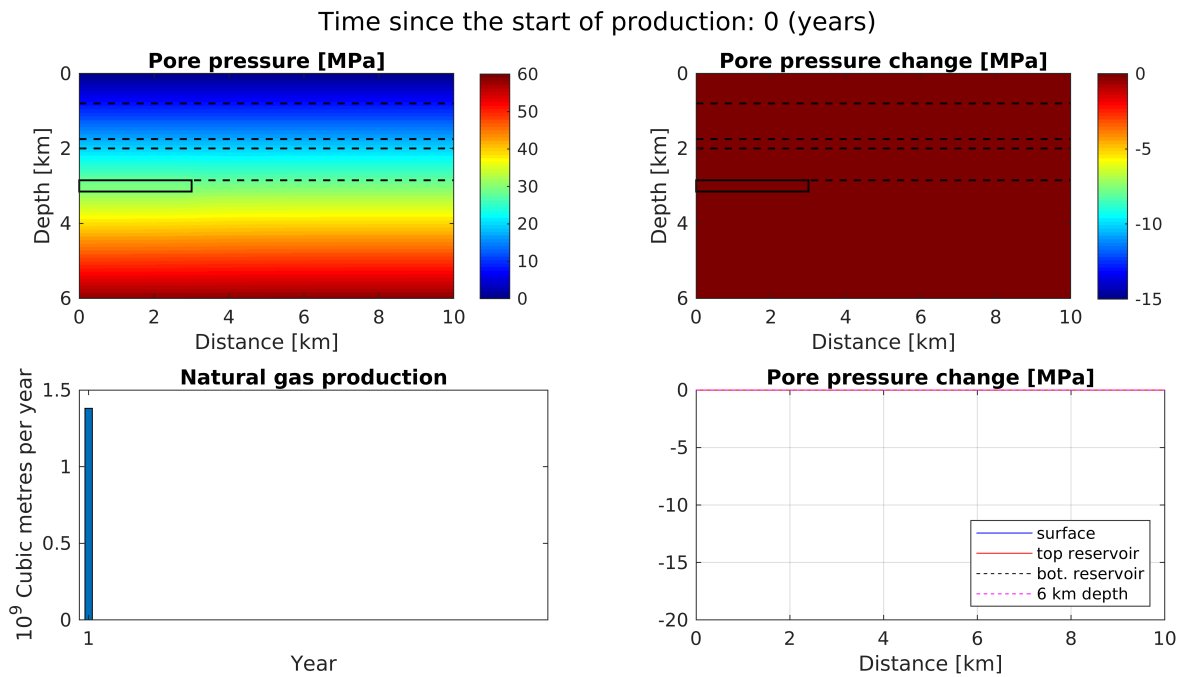 Time since the start of production: 0 (years)
Pore pressure [MPa]
0
2
4
6
Depth [km]
0 2 4 6 8 10
Distance [km]
60
50
40
30
20
10
0
Pore pressure change [MPa]
0
2
4
6
Depth [km]
0 2 4 6 8 10
Distance [km]
0
-5
-10
-15
Natural gas production
1.5
1
0.5
0
10⁹ Cubic metres per year
1
Year
Pore pressure change [MPa]
0
-5
-10
-15
-20
surface
top reservoir
bot. reservoir
6 km depth
0 2 4 6 8 10
Distance [km]